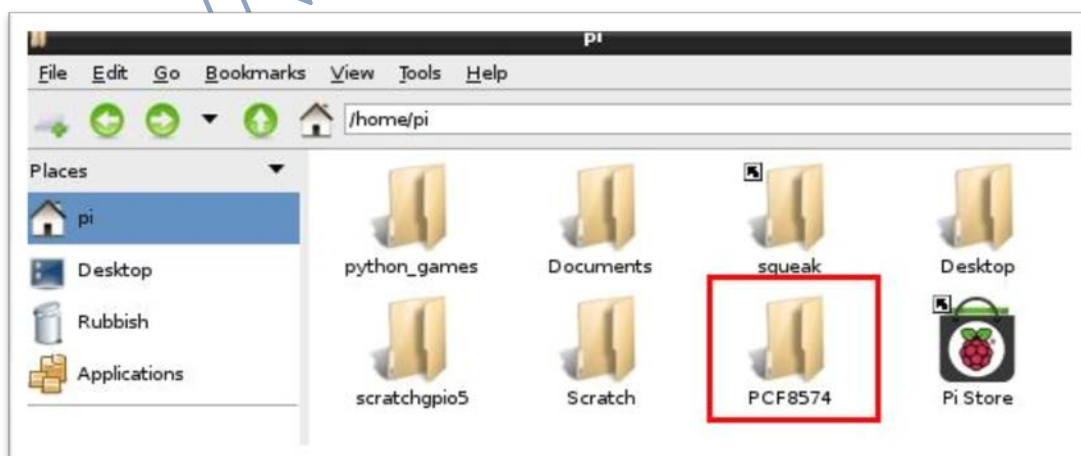 pi
File Edit Go Bookmarks View Tools Help
/home/pi
Places
pi
Desktop
Rubbish
Applications
python_games Documents squeak Desktop
scratchgpio5 Scratch PCF8574 Pi Store